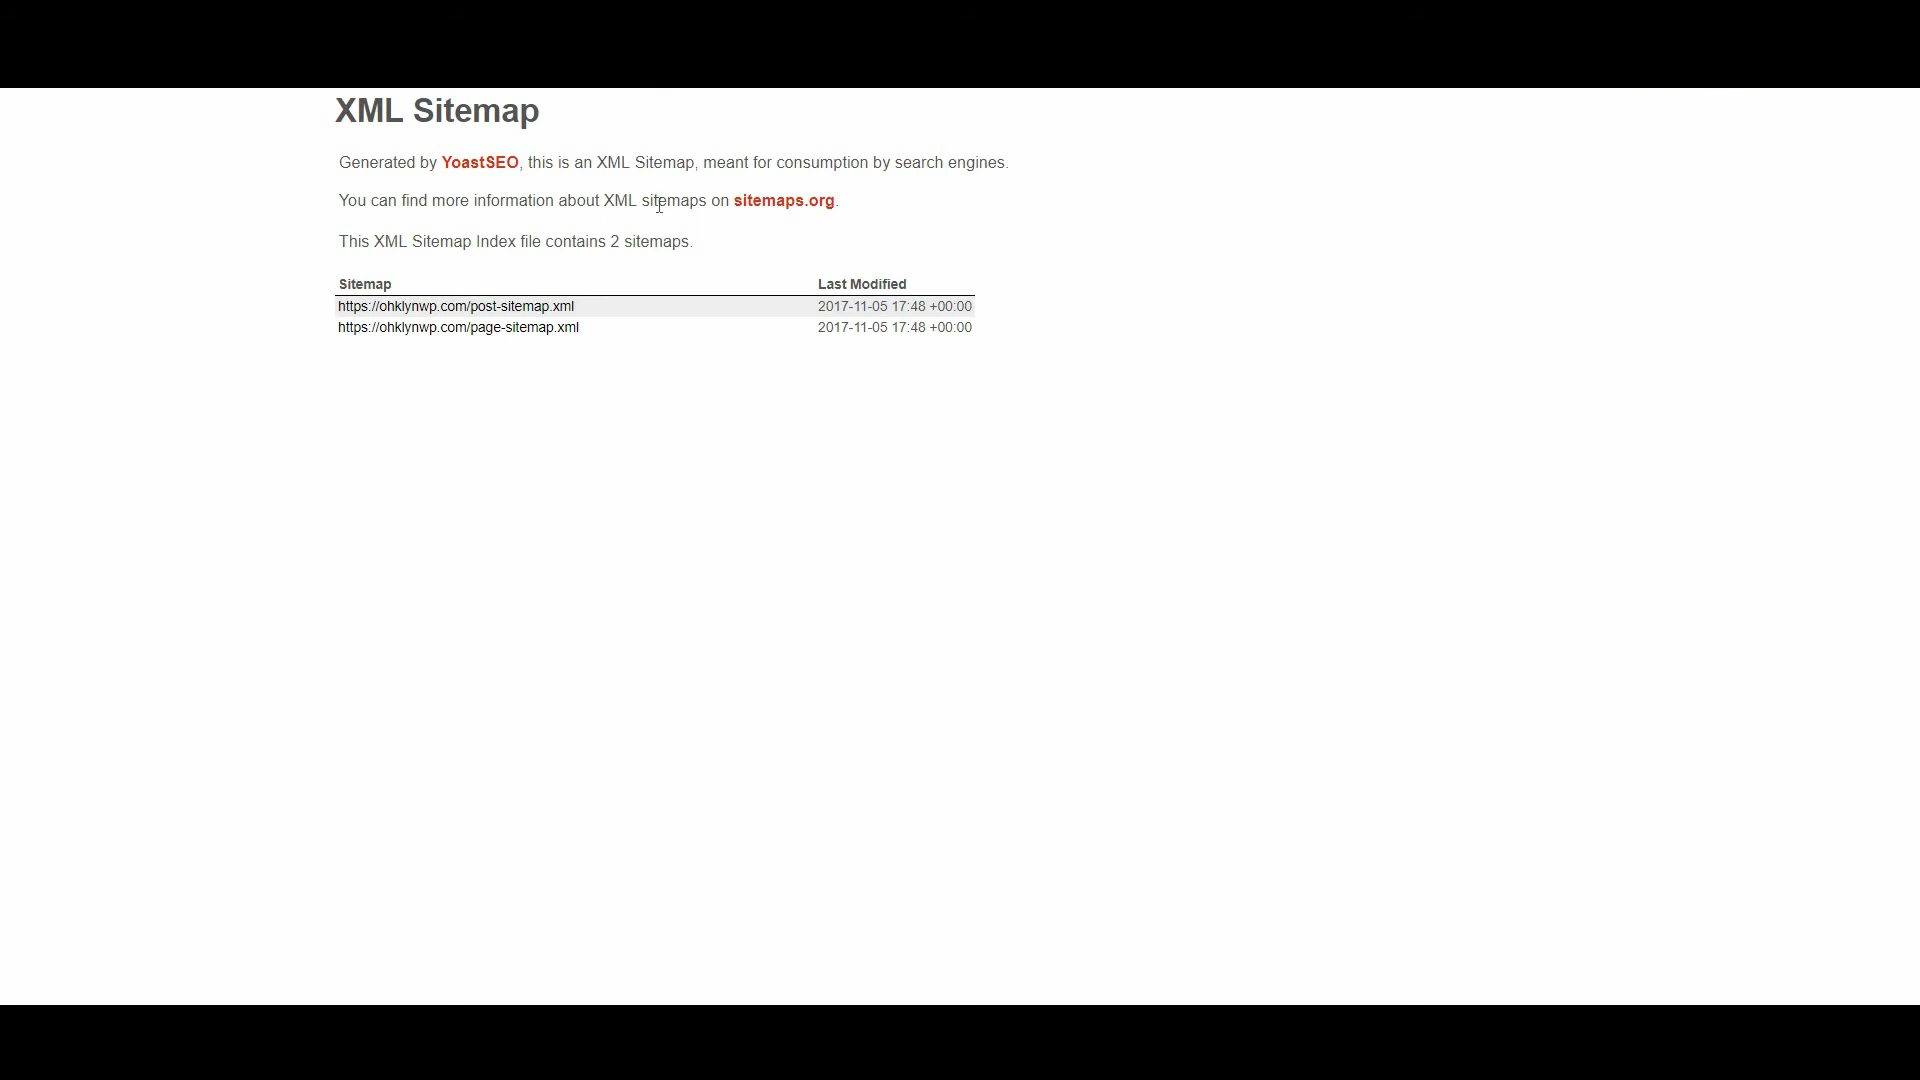 XML Sitemap
Generated by YoastSEO, this is an XML Sitemap, meant for consumption by search engines.
You can find more information about XML sitemaps on sitemaps.org.
This XML Sitemap Index file contains 2 sitemaps.
Sitemap Last Modified
https://ohklynwp.com/post-sitemap.xml 2017-11-05 17:48 +00:00
https://ohklynwp.com/page-sitemap.xml 2017-11-05 17:48 +00:00